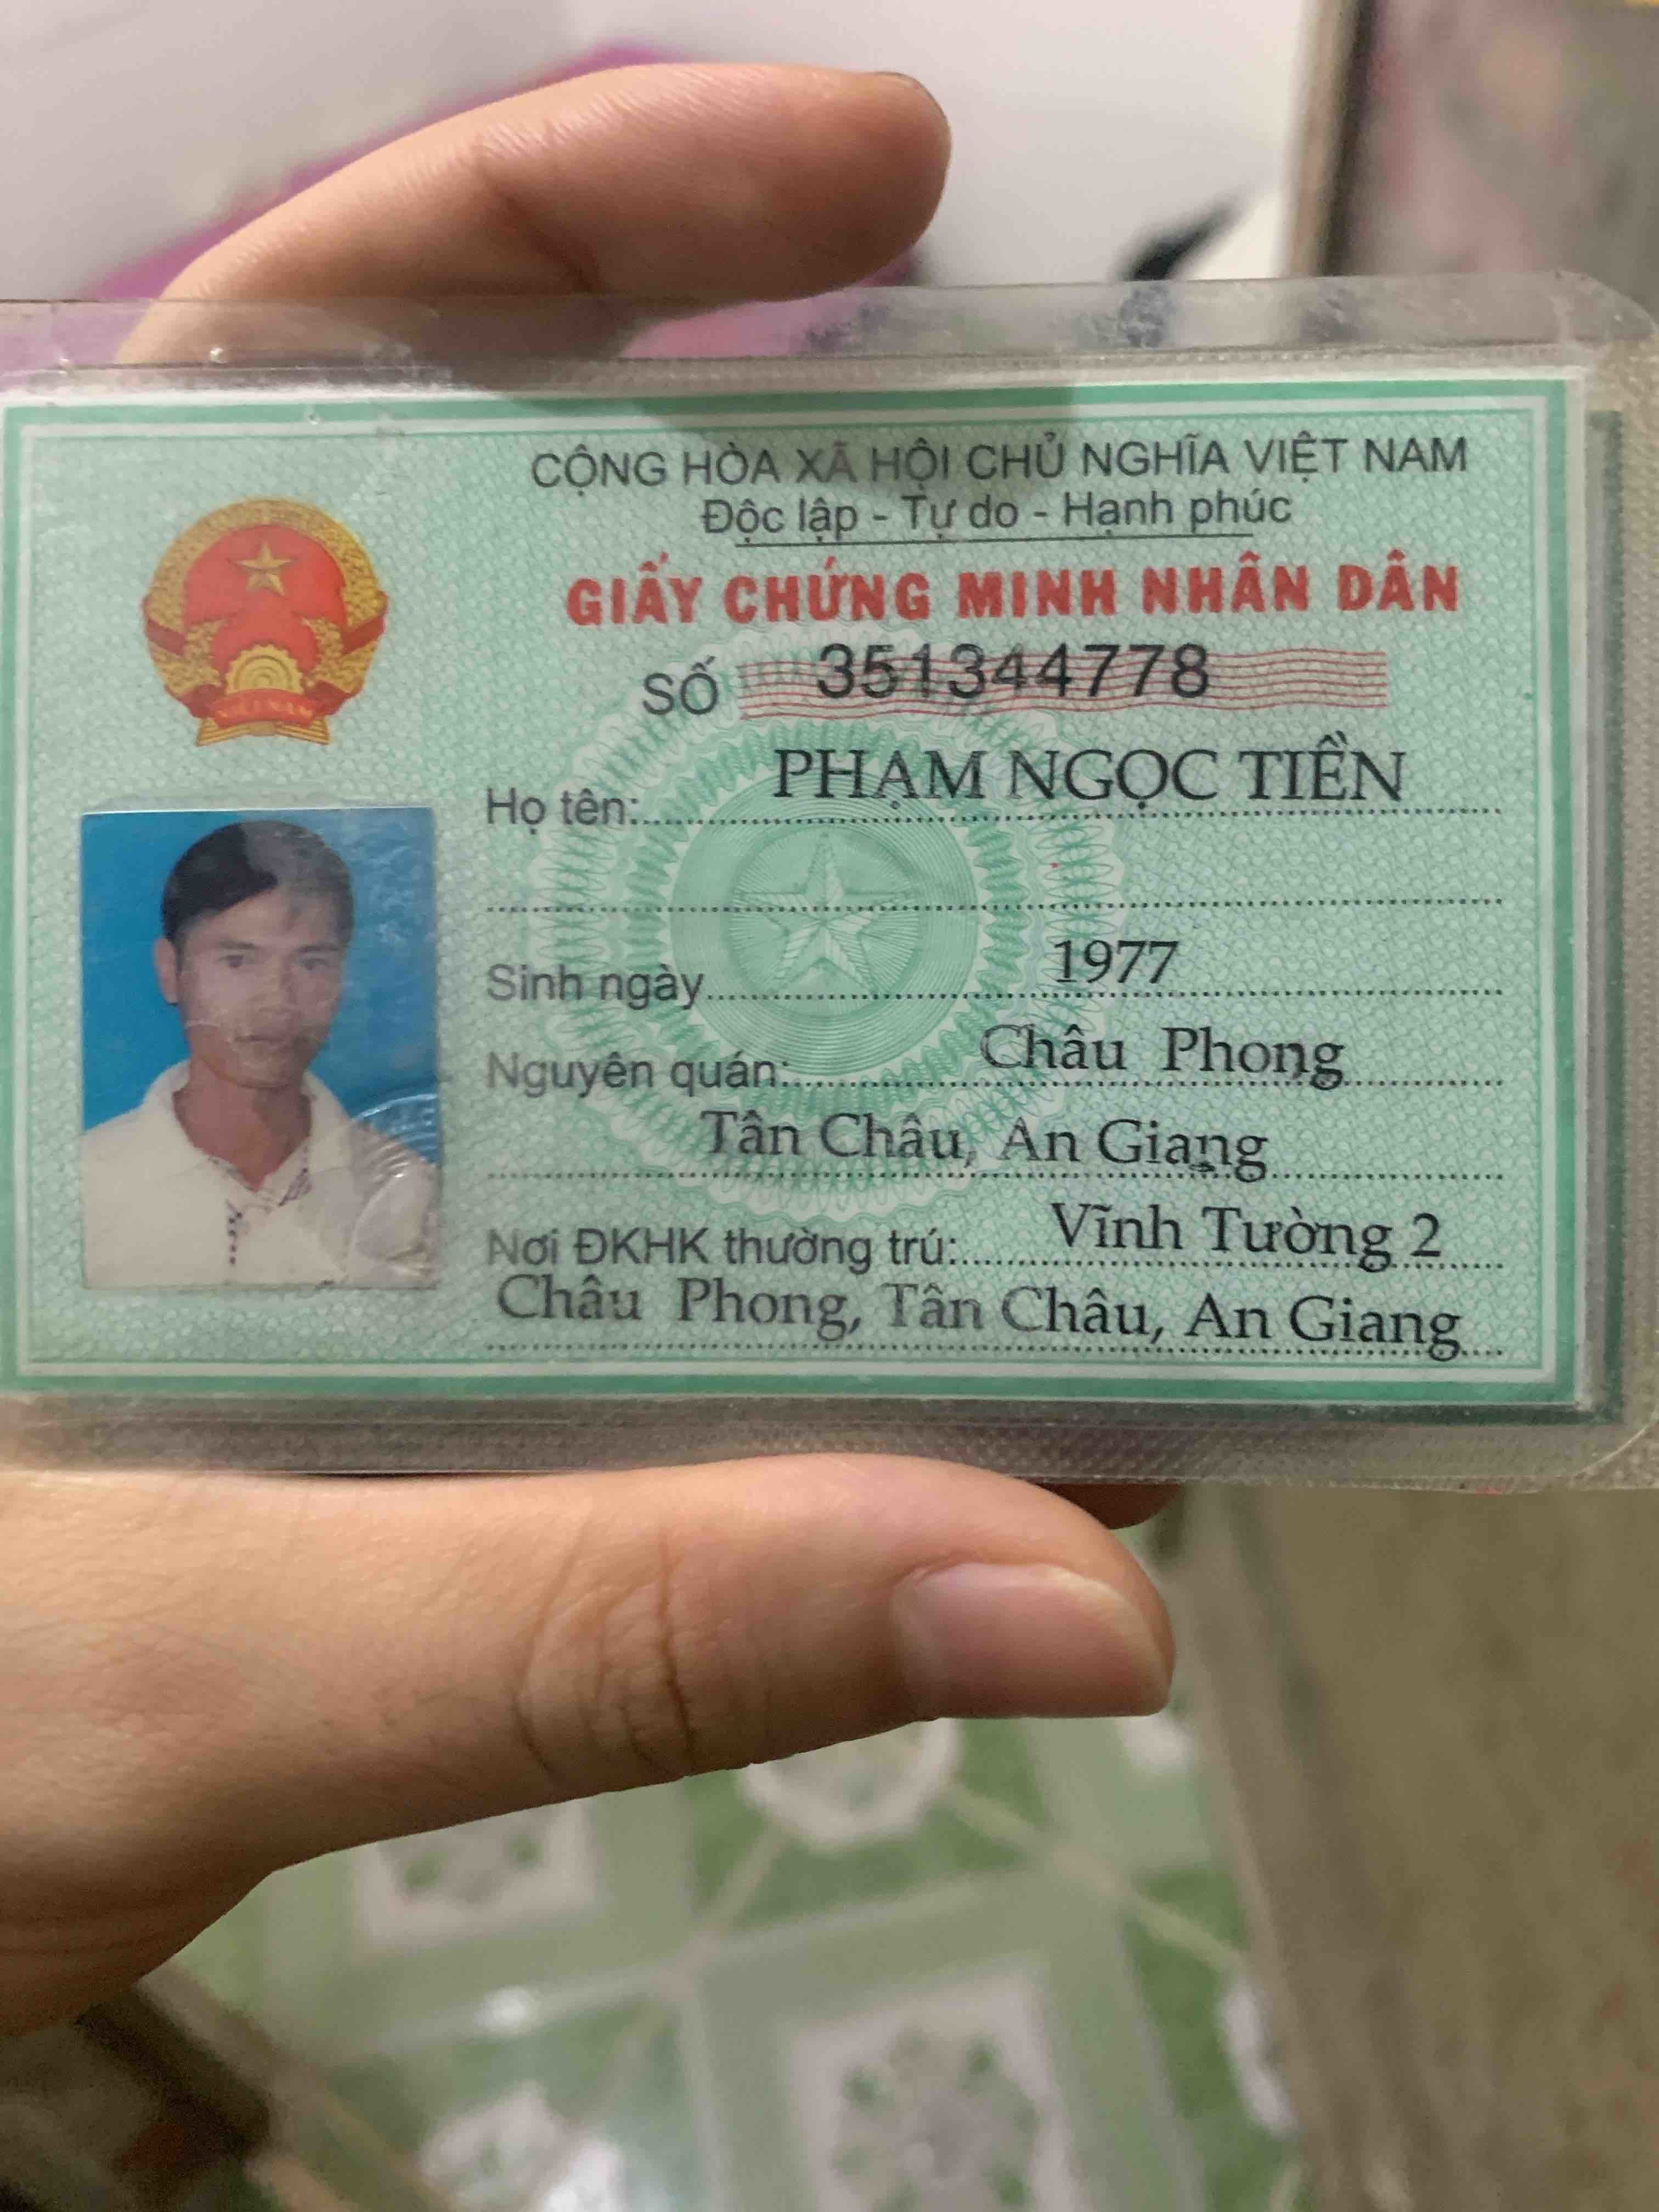 CỘNG HÒA XÃ HỘI CHỦ NGHĨA VIỆT NAM
Độc lập - Tự do - Hạnh phúc
GIẤY CHỨNG MINH NHÂN DÂN
SỐ 351344778
Họ tên: PHẠM NGỌC TIỀN
Sinh ngày 1977
Nguyên quán: Châu Phong
Tân Châu, An Giang
Nơi ĐKHK thường trú: Vĩnh Tường 2
Châu Phong, Tân Châu, An Giang
VIỆT NAM